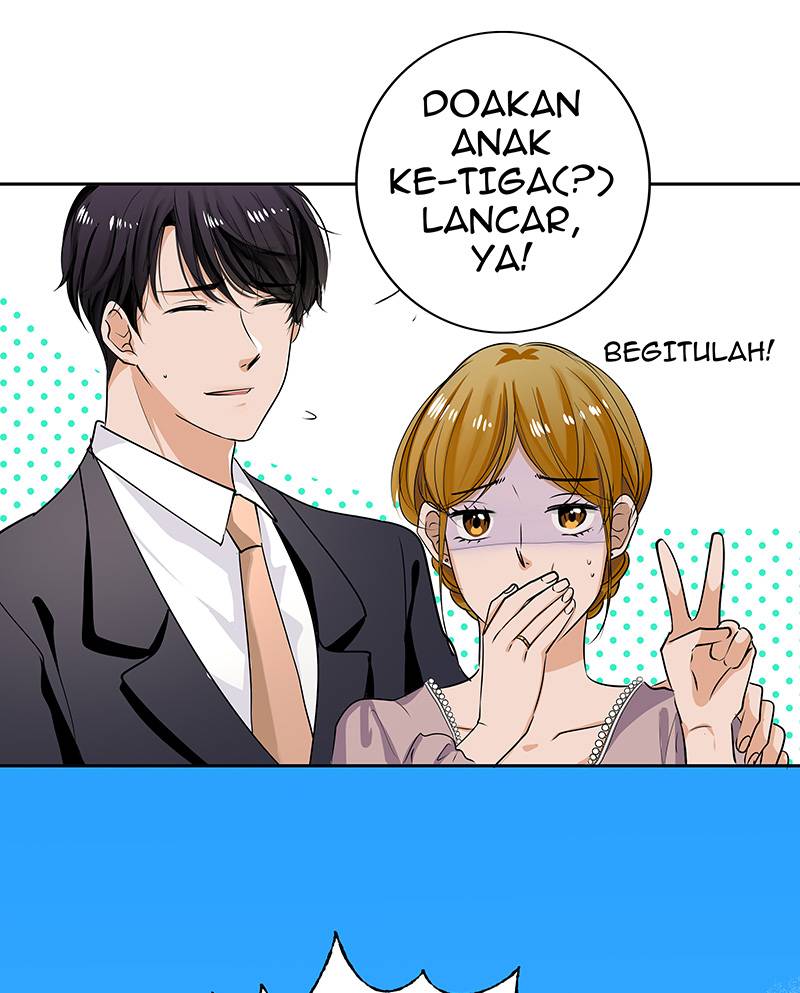 DOAKAN
ANAK
KE-TIGA(?)
LANCAR,
YA!
BEGITULAH!